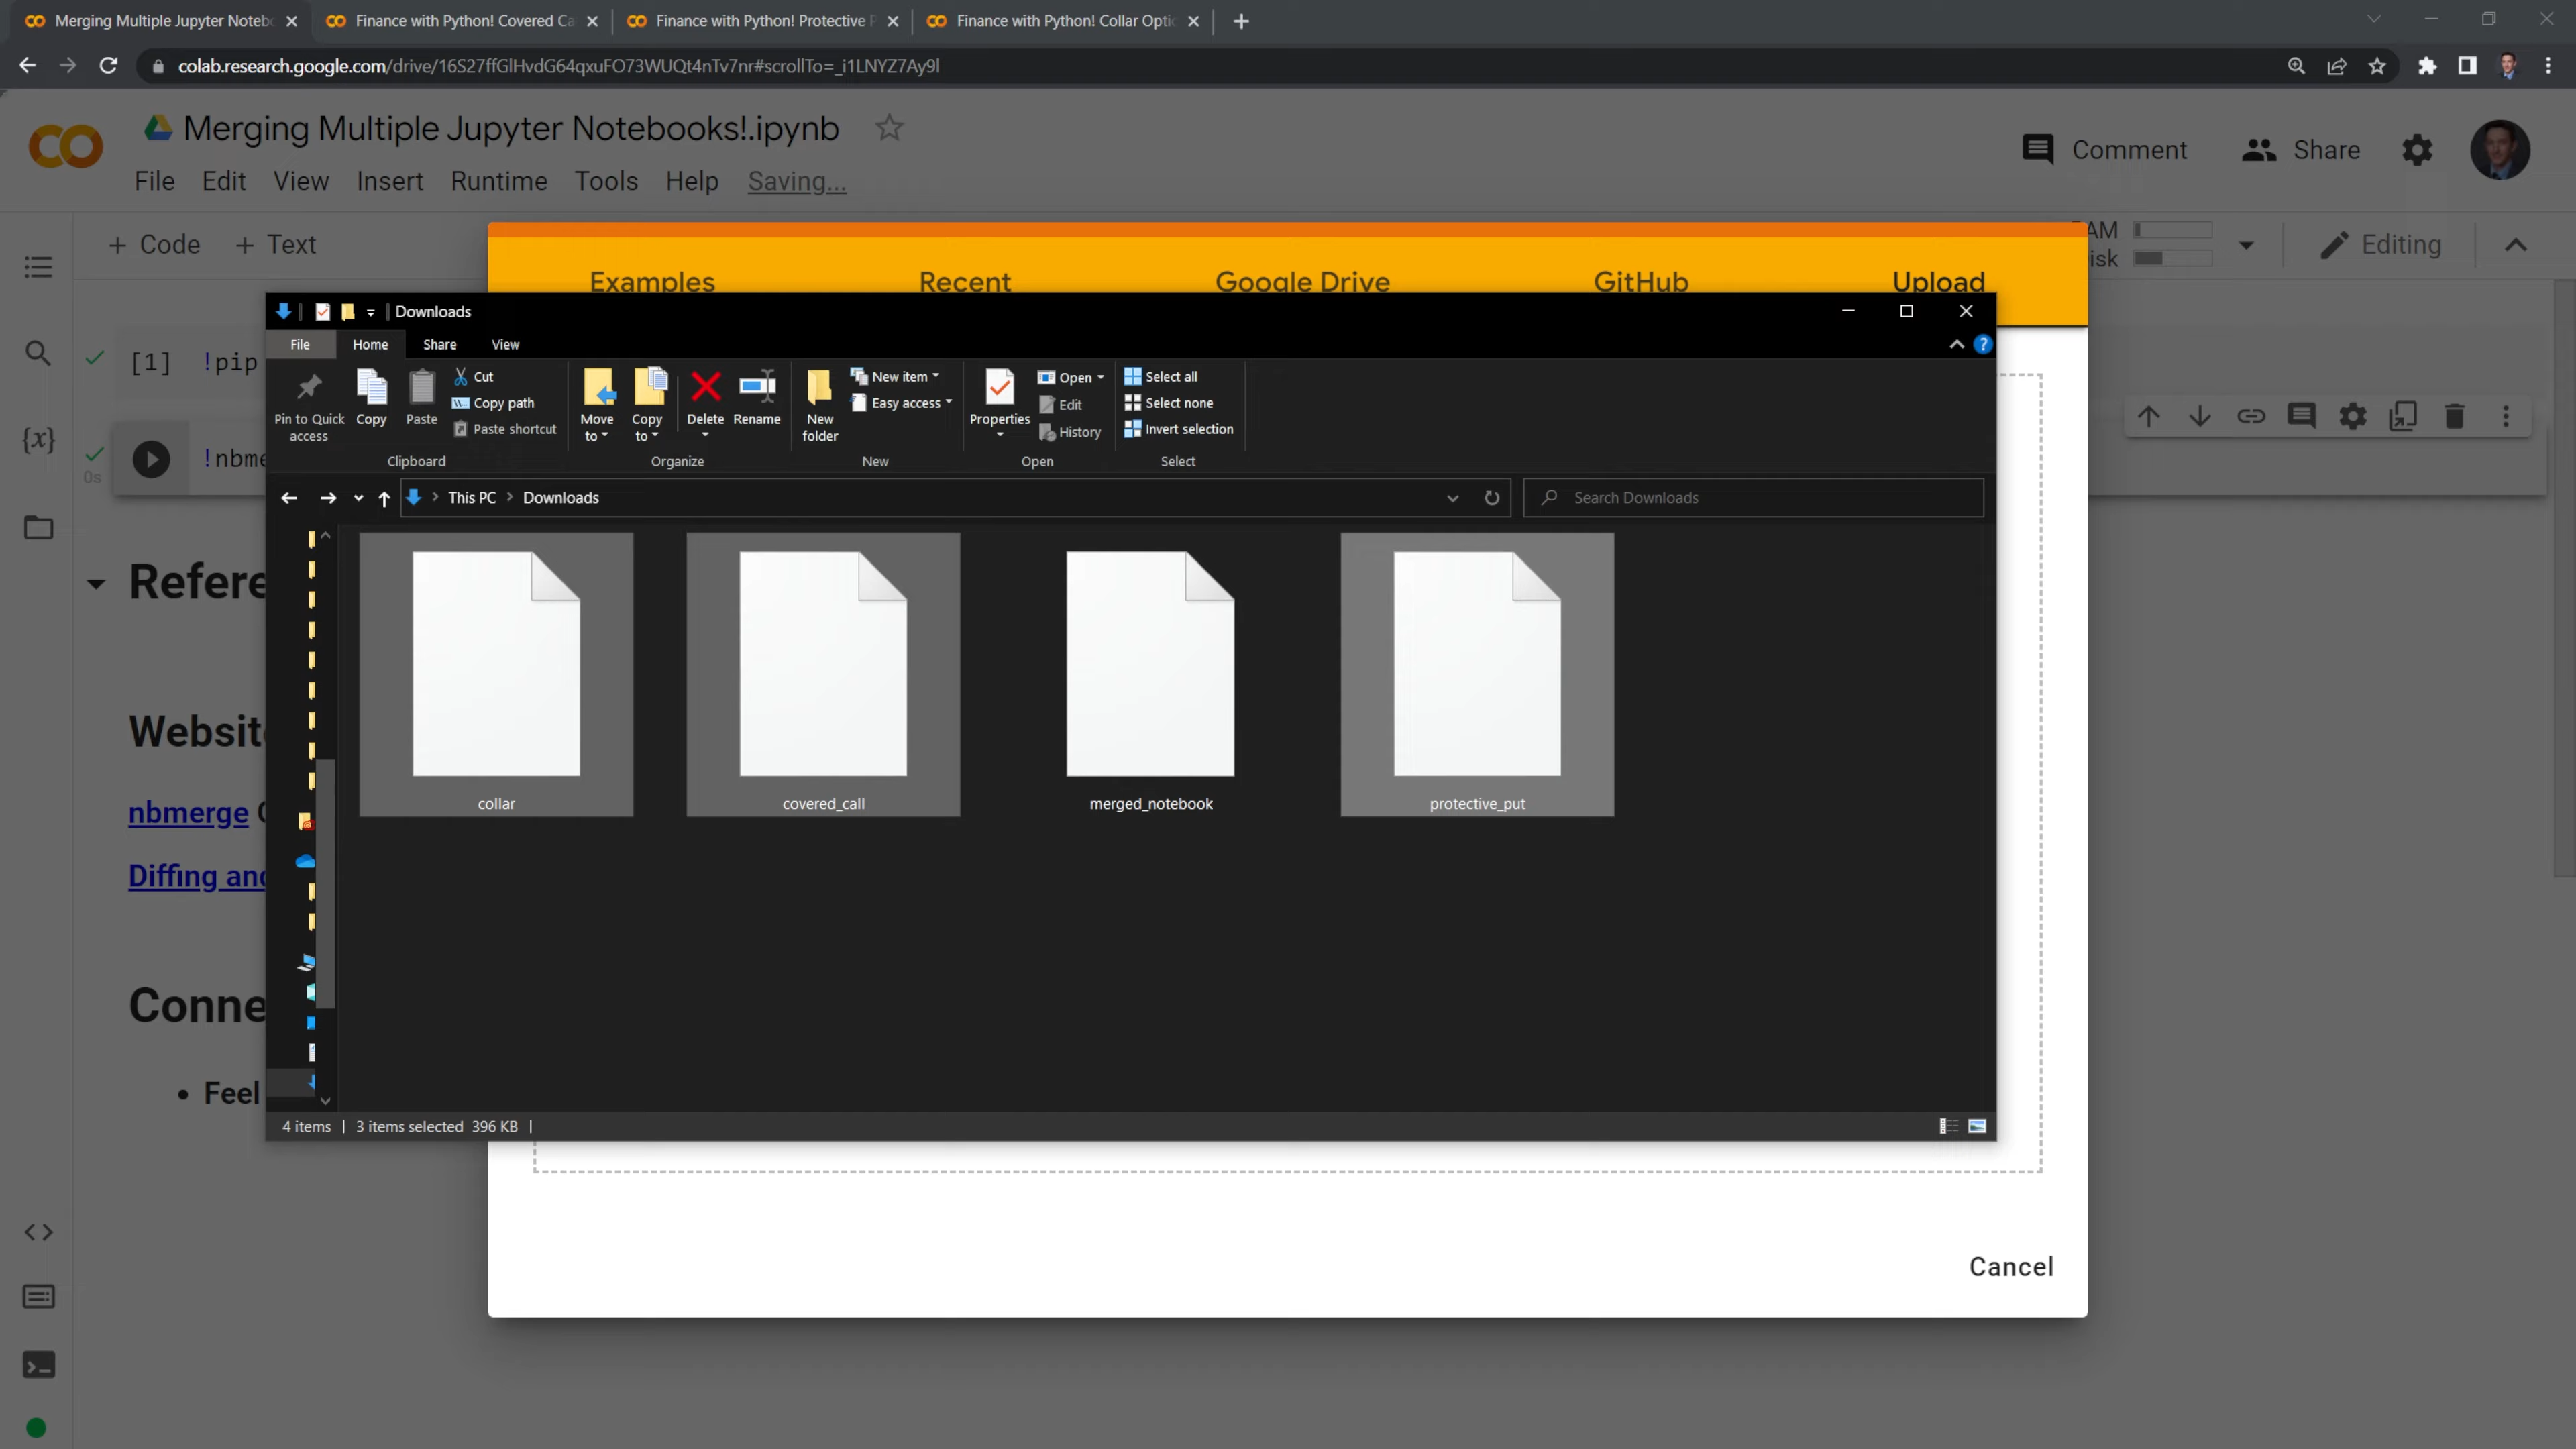 Merging Multiple Jupyter Notebo
Finance with Python! Covered Ca
Finance with Python! Protective P
Finance with Python! Collar Optio
colab.research.google.com/drive/16S27ffGlHvdG64qxuFO73WUQt4nTv7nr#scrollTo=_i1LNYZ7Ay9l
Merging Multiple Jupyter Notebooks!.ipynb
File Edit View Insert Runtime Tools Help Saving...
Comment
Share
+ Code + Text
AM
isk
Editing
Examples Recent Google Drive GitHub Upload
[1] !pip
!nbme
0s
{x}
Downloads
File Home Share View
Pin to Quick access
Copy
Paste
Cut
Copy path
Paste shortcut
Clipboard
Move to
Copy to
Delete
Rename
Organize
New folder
New item
Easy access
New
Properties
Open
Edit
History
Open
Select all
Select none
Invert selection
Select
This PC > Downloads
Search Downloads
collar
covered_call
merged_notebook
protective_put
4 items
3 items selected 396 KB
Refere
Website
nbmerge
Diffing and
Conne
• Feel
Cancel